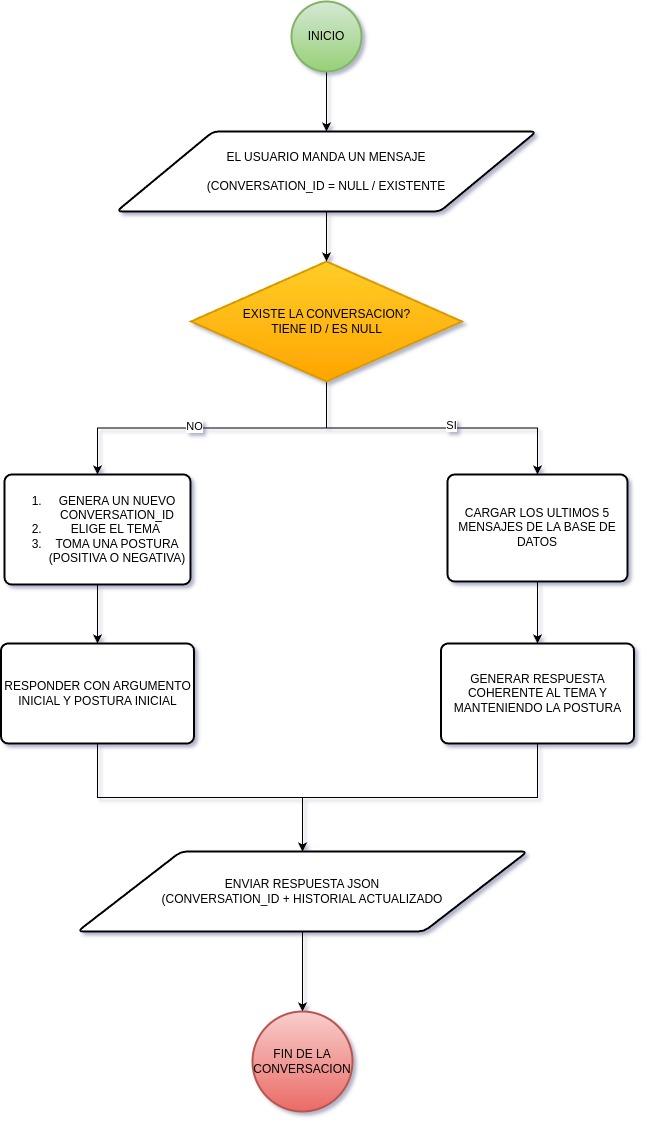 INICIO
EL USUARIO MANDA UN MENSAJE
(CONVERSATION_ID = NULL / EXISTENTE
EXISTE LA CONVERSACION?
TIENE ID / ES NULL
NO
SI
1. GENERA UN NUEVO
CONVERSATION_ID
2. ELIGE EL TEMA
3. TOMA UNA POSTURA
(POSITIVA O NEGATIVA)
CARGAR LOS ULTIMOS 5
MENSAJES DE LA BASE DE
DATOS
RESPONDER CON ARGUMENTO
INICIAL Y POSTURA INICIAL
GENERAR RESPUESTA
COHERENTE AL TEMA Y
MANTENIENDO LA POSTURA
ENVIAR RESPUESTA JSON
(CONVERSATION_ID + HISTORIAL ACTUALIZADO
FIN DE LA
CONVERSACION